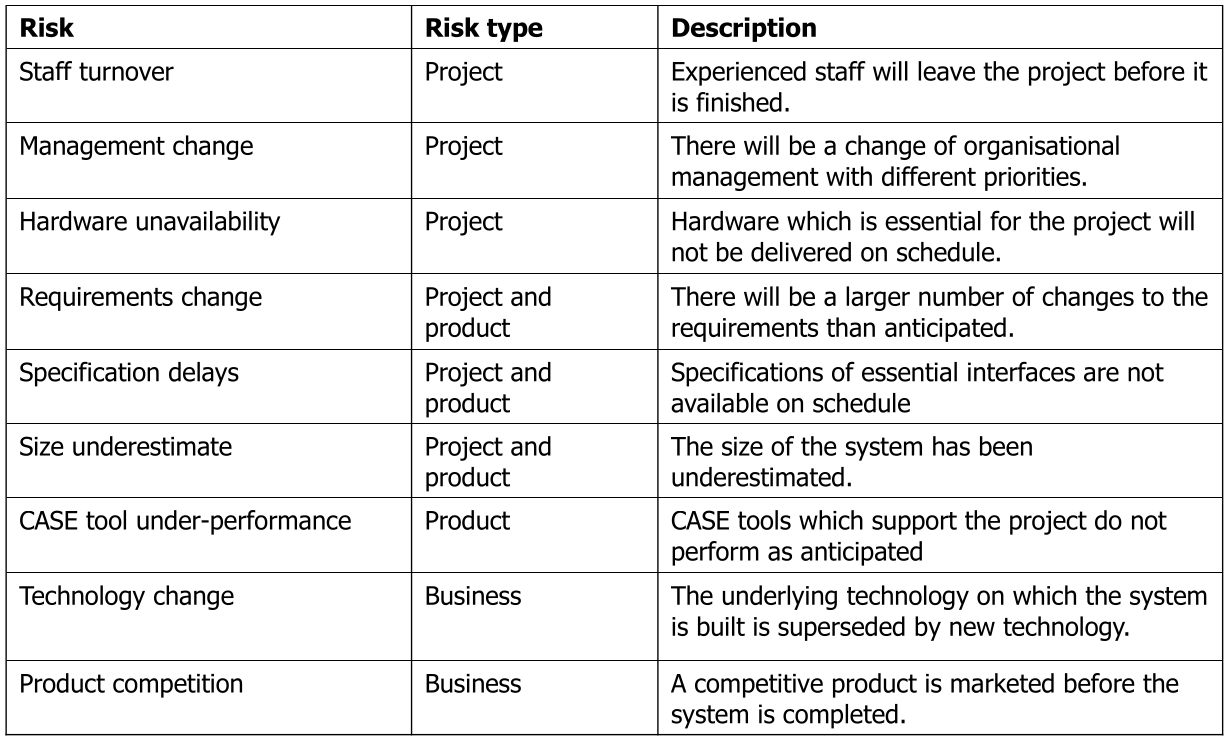 Risk Risk type Description
Staff turnover Project Experienced staff will leave the project before it
is finished.
Management change Project There will be a change of organisational
management with different priorities.
Hardware unavailability Project Hardware which is essential for the project will
not be delivered on schedule.
Requirements change Project and There will be a larger number of changes to the
product requirements than anticipated.
Specification delays Project and Specifications of essential interfaces are not
product available on schedule
Size underestimate Project and The size of the system has been
product underestimated.
CASE tool under-performance Product CASE tools which support the project do not
perform as anticipated
Technology change Business The underlying technology on which the system
is built is superseded by new technology.
Product competition Business A competitive product is marketed before the
system is completed.